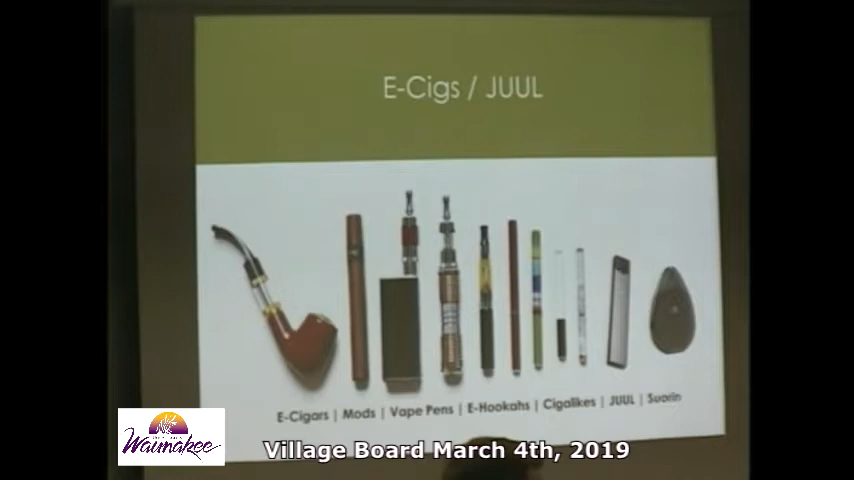 E-Cigs / JUUL
E-Cigars | Mods | Vape Pens | E-Hookahs | Cigalikes | JUUL | Suorin
Waunakee
Village Board March 4th, 2019